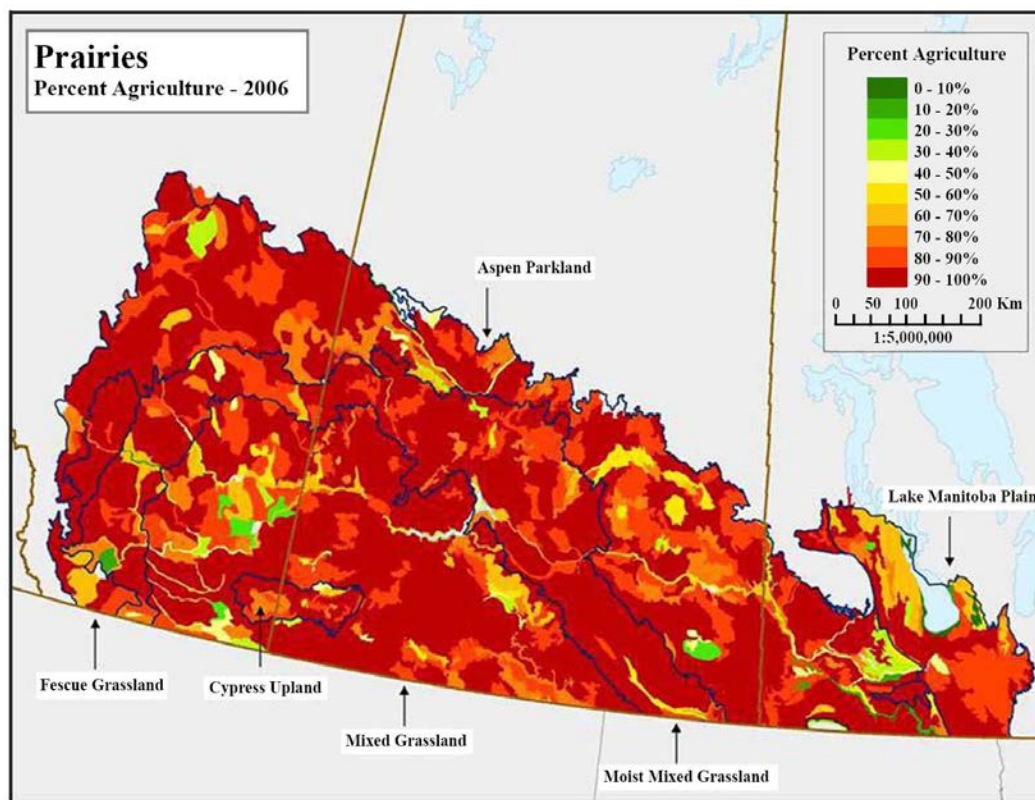 Prairies
Percent Agriculture - 2006
Percent Agriculture
0 - 10%
10 - 20%
20 - 30%
30 - 40%
40 - 50%
50 - 60%
60 - 70%
70 - 80%
80 - 90%
90 - 100%
0 50 100 200 Km
1:5,000,000
Aspen Parkland
Lake Manitoba Plain
Fescue Grassland
Cypress Upland
Mixed Grassland
Moist Mixed Grassland